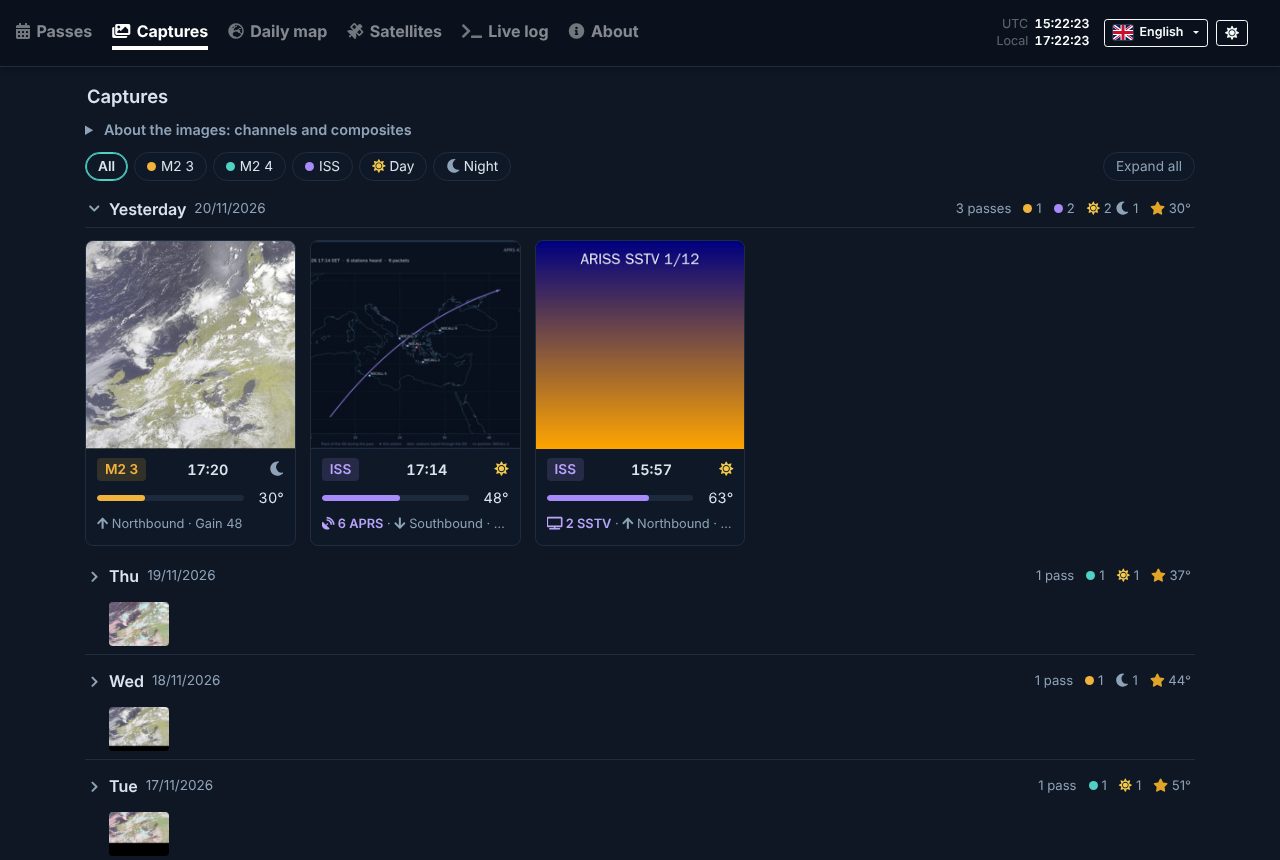 Passes Captures Daily map Satellites Live log About
UTC 15:22:23
Local 17:22:23
English
Captures
About the images: channels and composites
All M2 3 M2 4 ISS Day Night Expand all
Yesterday 20/11/2026 3 passes 1 2 2 1 30°
6 stations heard · 6 packets
ARISS SSTV 1/12
M2 3 17:20
30°
Northbound · Gain 48
ISS 17:14
48°
6 APRS · Southbound · ...
ISS 15:57
63°
2 SSTV · Northbound · ...
Thu 19/11/2026 1 pass 1 1 37°
Wed 18/11/2026 1 pass 1 1 44°
Tue 17/11/2026 1 pass 1 1 51°